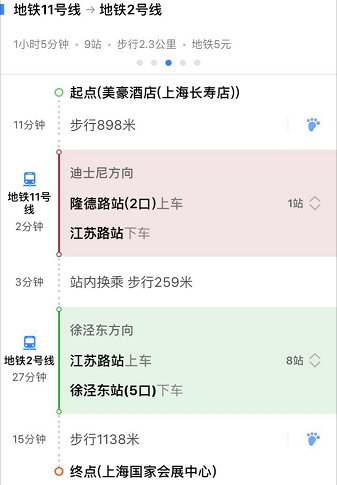 地铁11号线 → 地铁2号线
1小时5分钟 • 9站 • 步行2.3公里 • 地铁5元
起点(美豪酒店(上海长寿店))
11分钟 步行898米
迪士尼方向
地铁11号线
隆德路站(2口)上车 1站
2分钟
江苏路站下车
3分钟 站内换乘 步行259米
徐泾东方向
地铁2号线
江苏路站上车 8站
27分钟
徐泾东站(5口)下车
15分钟 步行1138米
终点(上海国家会展中心)